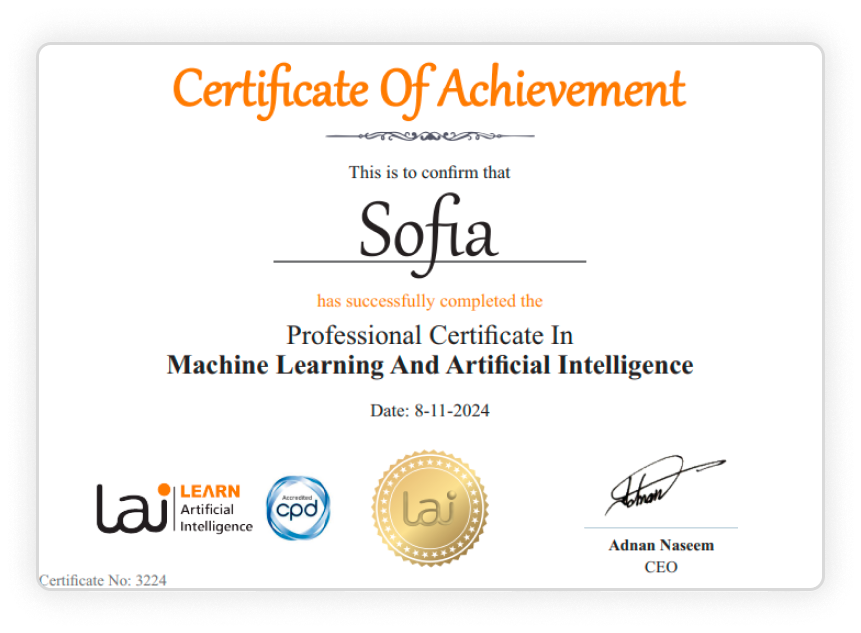 Certificate Of Achievement
This is to confirm that
Sofia
has successfully completed the
Professional Certificate In
Machine Learning And Artificial Intelligence
Date: 8-11-2024
lai
LEARN
Artificial
Intelligence
Accredited
cpd
lai
Adnan
Adnan Naseem
CEO
Certificate No: 3224